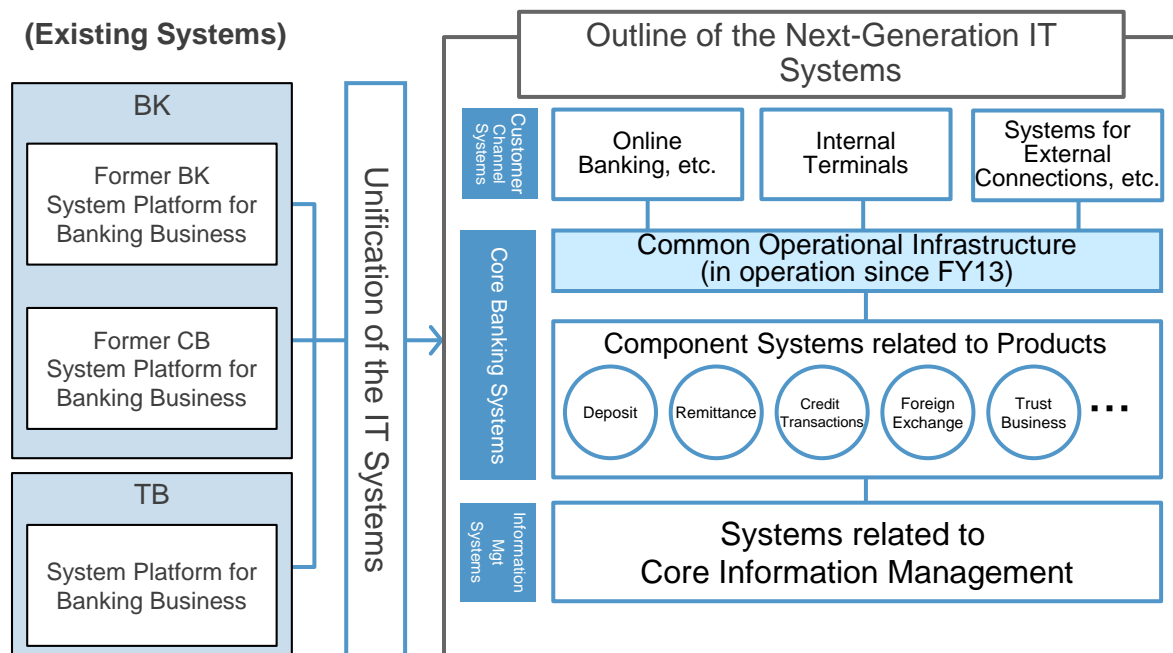 (Existing Systems)
BK
Former BK
System Platform for
Banking Business
Former CB
System Platform for
Banking Business
TB
System Platform for
Banking Business
Unification of the IT Systems
Outline of the Next-Generation IT
Systems
Customer
Channel
Systems
Online
Banking, etc.
Internal
Terminals
Systems for
External
Connections, etc.
Core Banking Systems
Common Operational Infrastructure
(in operation since FY13)
Component Systems related to Products
Deposit
Remittance
Credit
Transactions
Foreign
Exchange
Trust
Business
...
Information
Mgt
Systems
Systems related to
Core Information Management